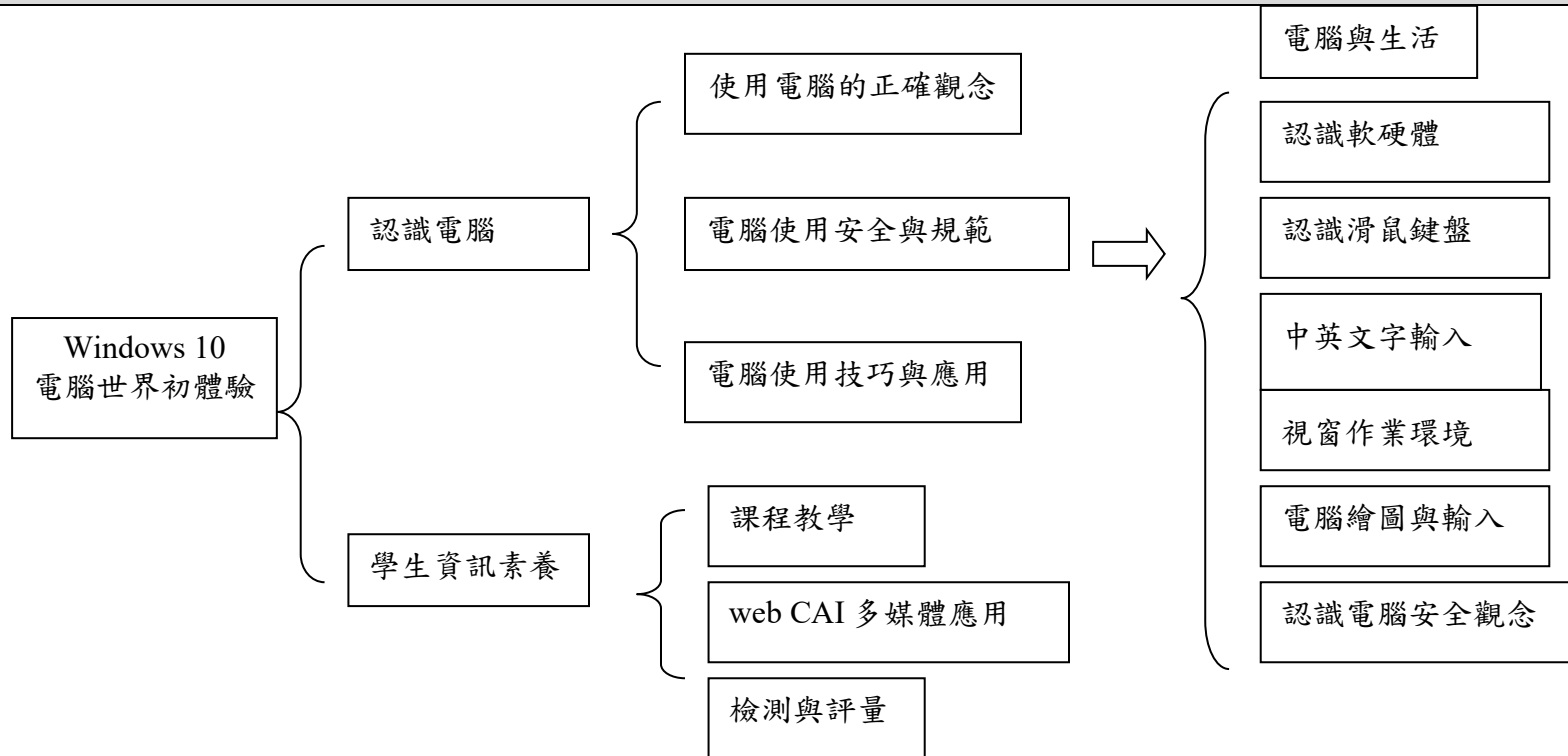 Windows 10
電腦世界初體驗
認識電腦
使用電腦的正確觀念
電腦使用安全與規範
電腦使用技巧與應用
學生資訊素養
課程教學
web CAI 多媒體應用
檢測與評量
電腦與生活
認識軟硬體
認識滑鼠鍵盤
中英文字輸入
視窗作業環境
電腦繪圖與輸入
認識電腦安全觀念